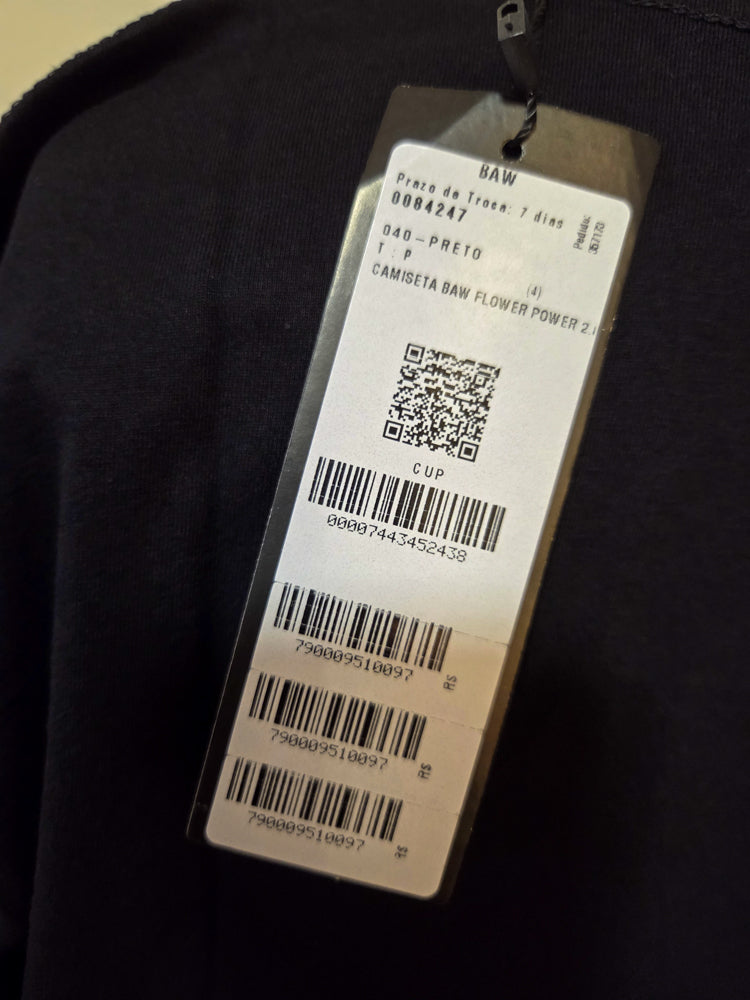 BAW
Prazo de Troca: 7 dias
0084247
Pedido:
040-PRETO
T : P
(4)
CAMISETA BAW FLOWER POWER 2.
CUP
00007443452438
790009510097
R$
790009510097
R$
790009510097
R$